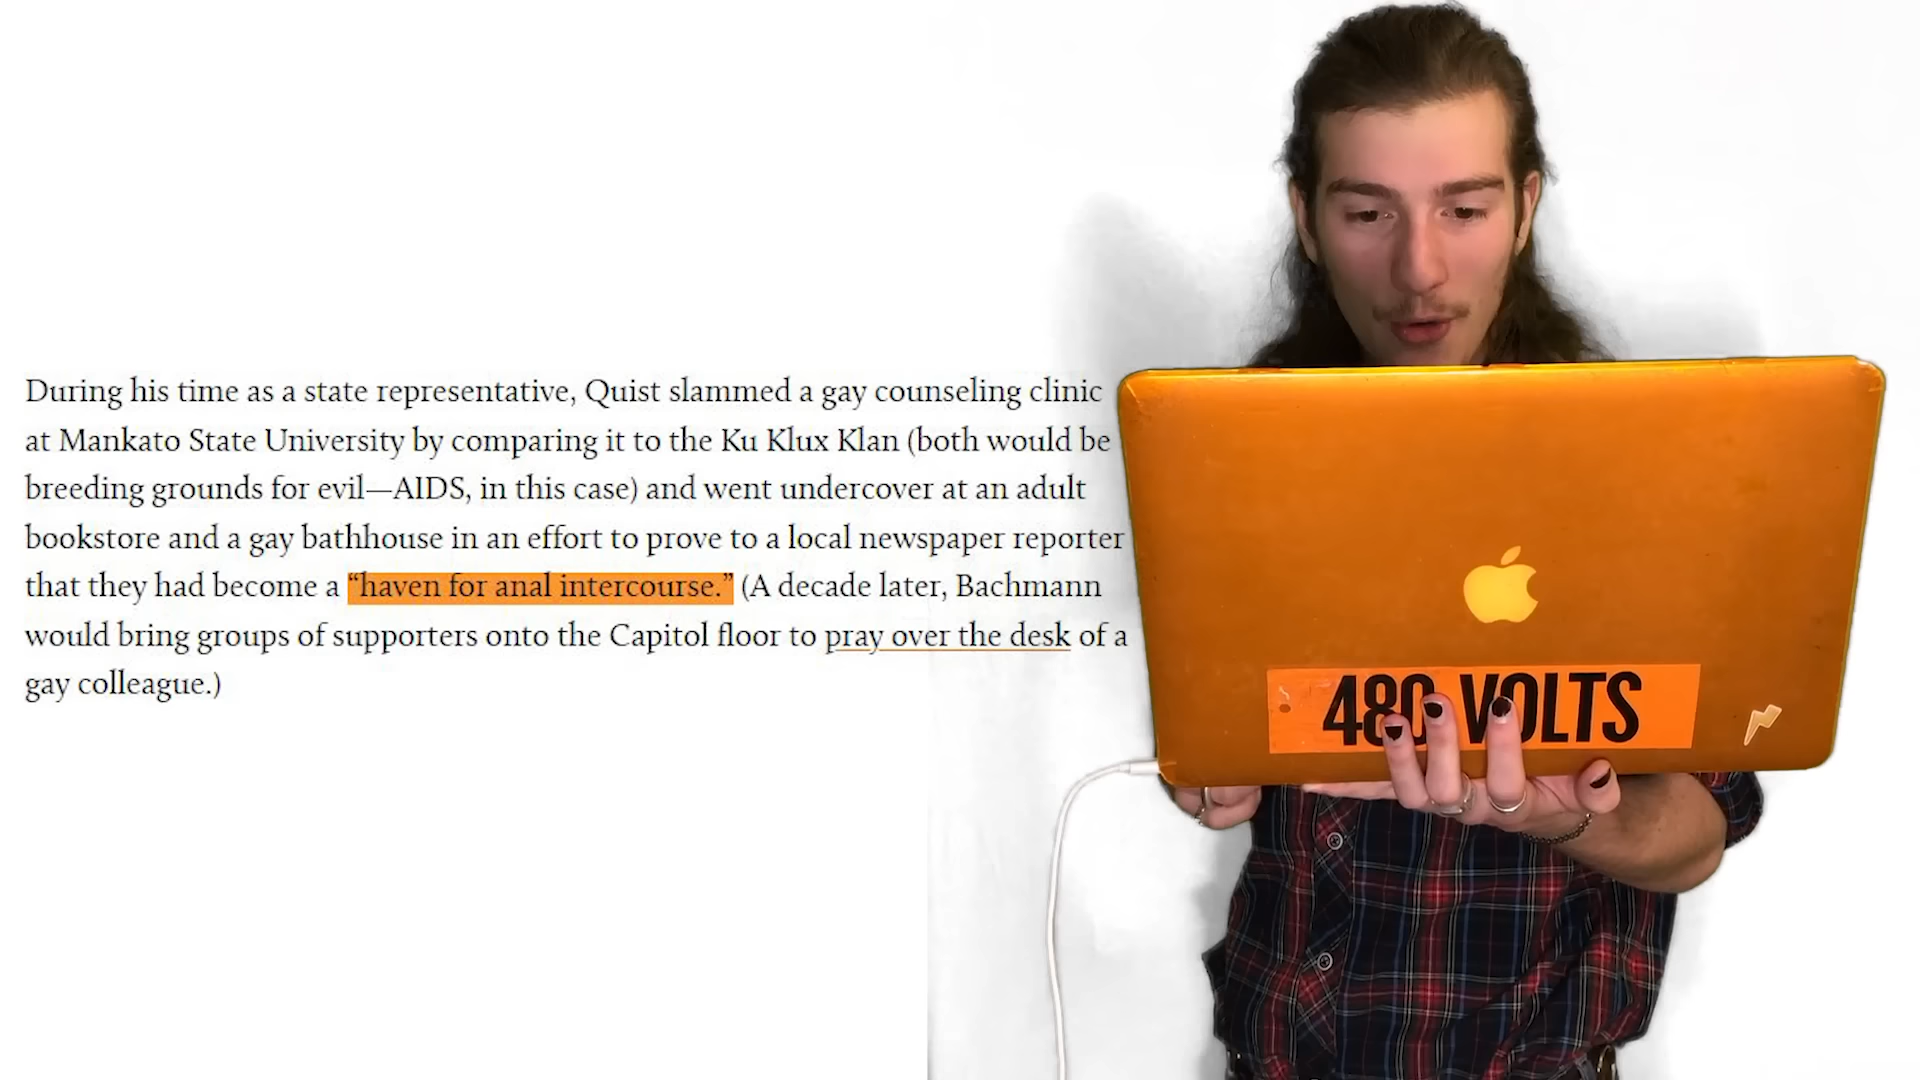 During his time as a state representative, Quist slammed a gay counseling clinic
at Mankato State University by comparing it to the Ku Klux Klan (both would be
breeding grounds for evil—AIDS, in this case) and went undercover at an adult
bookstore and a gay bathhouse in an effort to prove to a local newspaper reporter
that they had become a “haven for anal intercourse.” (A decade later, Bachmann
would bring groups of supporters onto the Capitol floor to pray over the desk of a
gay colleague.)
480 VOLTS